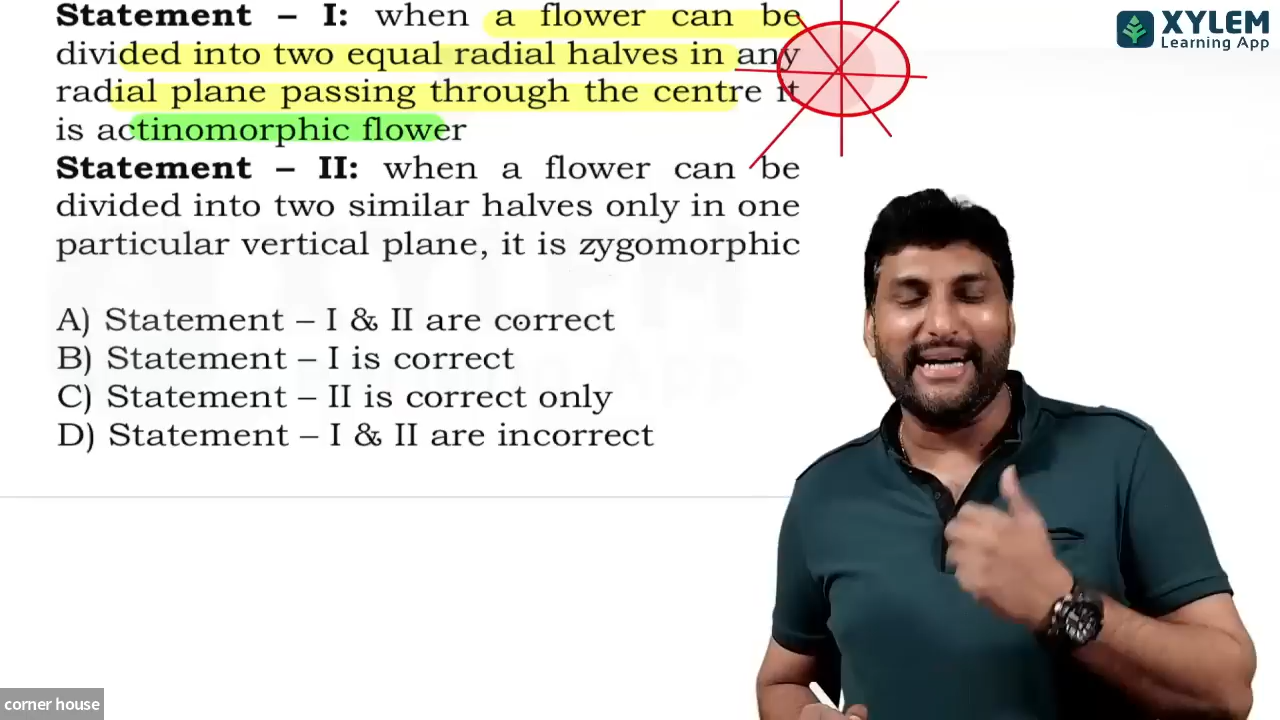 XYLEM
Learning App
Statement – I: when a flower can be
divided into two equal radial halves in any
radial plane passing through the centre it
is actinomorphic flower
Statement – II: when a flower can be
divided into two similar halves only in one
particular vertical plane, it is zygomorphic
A) Statement – I & II are correct
B) Statement – I is correct
C) Statement – II is correct only
D) Statement – I & II are incorrect
corner house